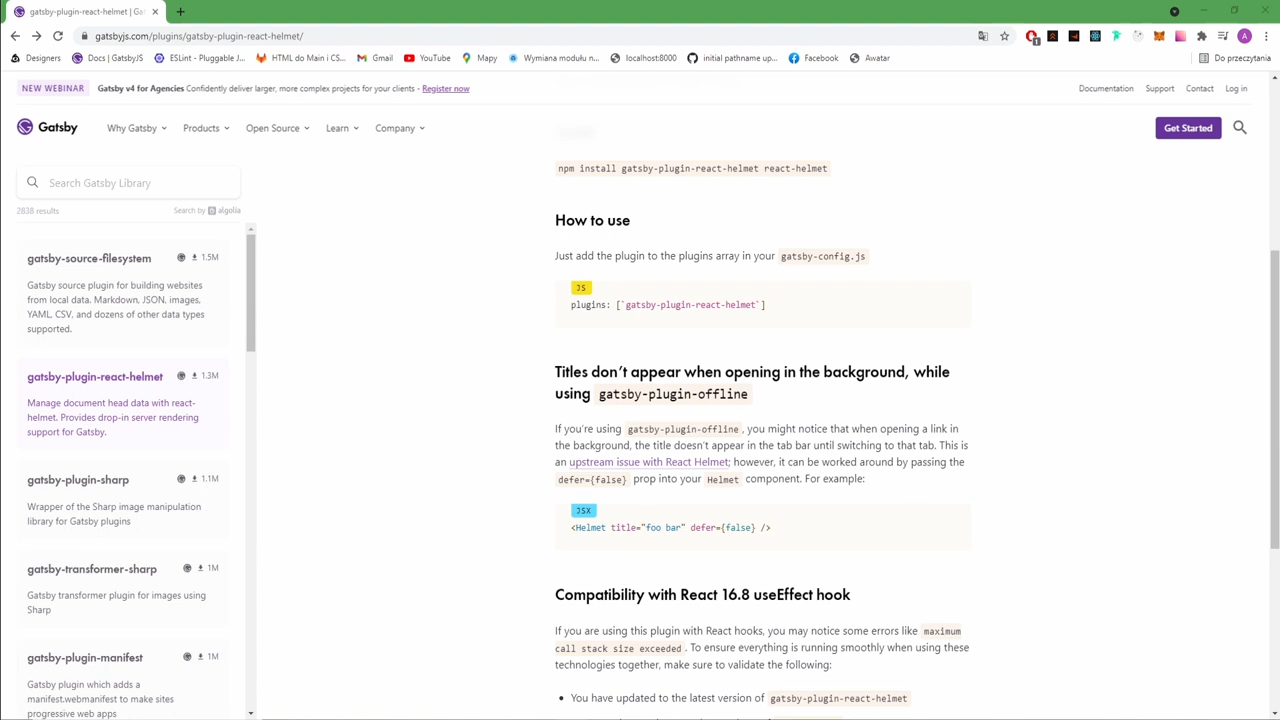 gatsby-plugin-react-helmet | Gat
gatsbyjs.com/plugins/gatsby-plugin-react-helmet/
Designers
Docs | GatsbyJS
ESLint - Pluggable J...
HTML do Main i CS...
Gmail
YouTube
Mapy
Wymiana modułu n...
localhost:8000
initial pathname up...
Facebook
Awatar
Do przeczytania
NEW WEBINAR Gatsby v4 for Agencies Confidently deliver larger, more complex projects for your clients - Register now
Documentation Support Contact Log in
Gatsby
Why Gatsby
Products
Open Source
Learn
Company
Get Started
Search Gatsby Library
2838 results
Search by algolia
gatsby-source-filesystem 1.5M
Gatsby source plugin for building websites
from local data. Markdown, JSON, images,
YAML, CSV, and dozens of other data types
supported.
gatsby-plugin-react-helmet 1.3M
Manage document head data with react-
helmet. Provides drop-in server rendering
support for Gatsby.
gatsby-plugin-sharp 1.1M
Wrapper of the Sharp image manipulation
library for Gatsby plugins
gatsby-transformer-sharp 1M
Gatsby transformer plugin for images using
Sharp
gatsby-plugin-manifest 1M
Gatsby plugin which adds a
manifest.webmanifest to make sites
progressive web apps
npm install gatsby-plugin-react-helmet react-helmet
How to use
Just add the plugin to the plugins array in your gatsby-config.js
JS
plugins: [`gatsby-plugin-react-helmet`]
Titles don't appear when opening in the background, while
using gatsby-plugin-offline
If you're using gatsby-plugin-offline, you might notice that when opening a link in
the background, the title doesn't appear in the tab bar until switching to that tab. This is
an upstream issue with React Helmet; however, it can be worked around by passing the
defer={false} prop into your Helmet component. For example:
JSX
<Helmet title="foo bar" defer={false} />
Compatibility with React 16.8 useEffect hook
If you are using this plugin with React hooks, you may notice some errors like maximum
call stack size exceeded. To ensure everything is running smoothly when using these
technologies together, make sure to validate the following:
• You have updated to the latest version of gatsby-plugin-react-helmet